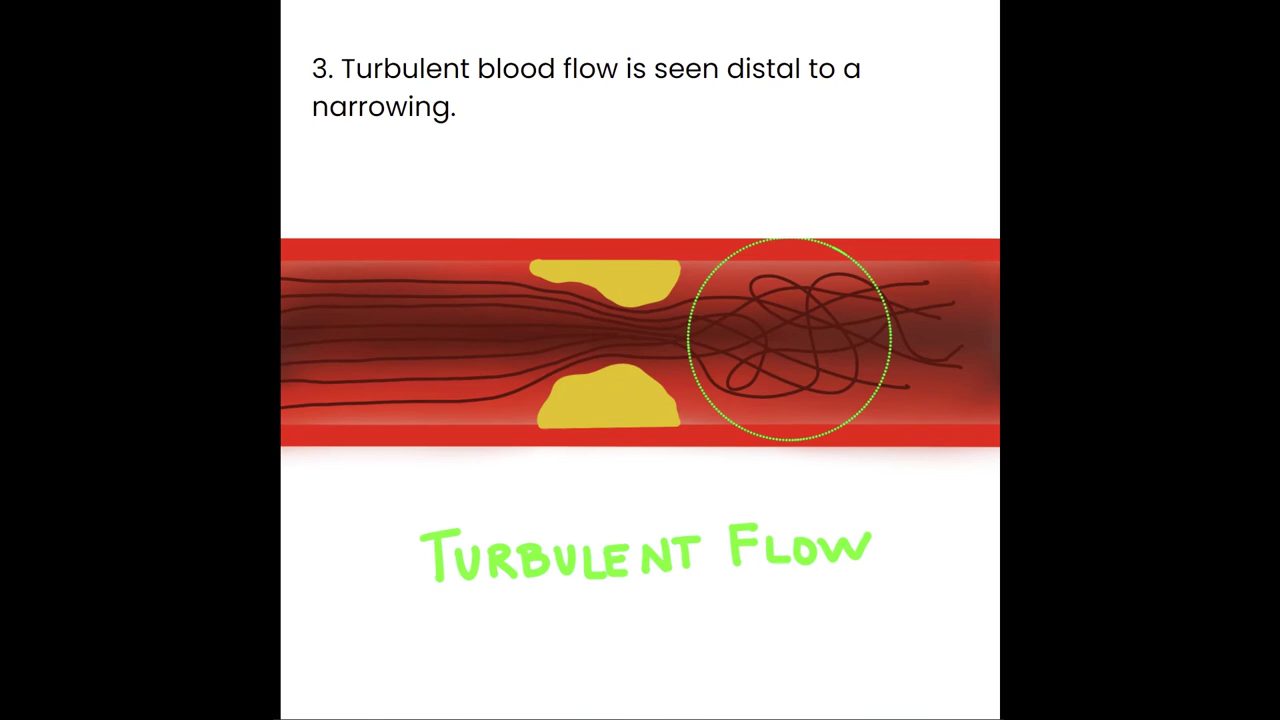 3. Turbulent blood flow is seen distal to a
narrowing.
TURBULENT FLOW